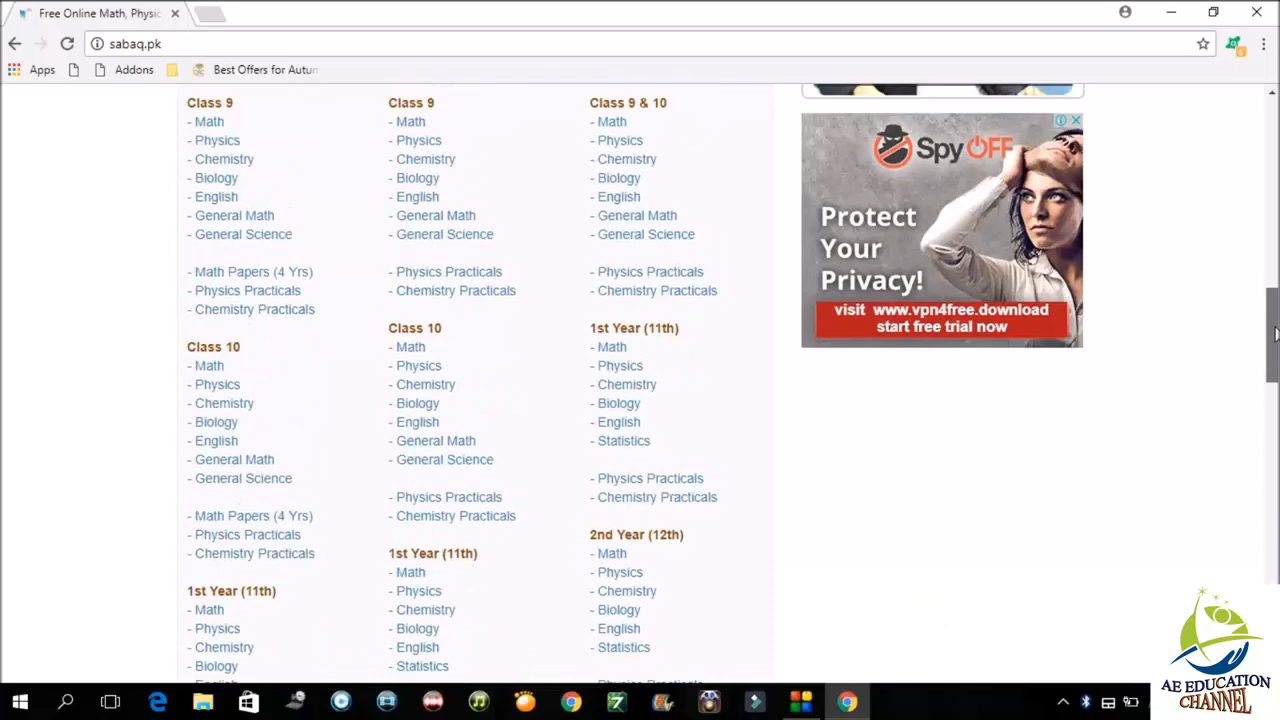 Free Online Math, Physic
sabaq.pk
Apps
Addons
Best Offers for Autum
Class 9
- Math
- Physics
- Chemistry
- Biology
- English
- General Math
- General Science
- Math Papers (4 Yrs)
- Physics Practicals
- Chemistry Practicals
Class 10
- Math
- Physics
- Chemistry
- Biology
- English
- General Math
- General Science
- Math Papers (4 Yrs)
- Physics Practicals
- Chemistry Practicals
1st Year (11th)
- Math
- Physics
- Chemistry
- Biology
Class 9
- Math
- Physics
- Chemistry
- Biology
- English
- General Math
- General Science
- Physics Practicals
- Chemistry Practicals
Class 10
- Math
- Physics
- Chemistry
- Biology
- English
- General Math
- General Science
- Physics Practicals
- Chemistry Practicals
1st Year (11th)
- Math
- Physics
- Chemistry
- Biology
- English
- Statistics
Class 9 & 10
- Math
- Physics
- Chemistry
- Biology
- English
- General Math
- General Science
- Physics Practicals
- Chemistry Practicals
1st Year (11th)
- Math
- Physics
- Chemistry
- Biology
- English
- Statistics
- Physics Practicals
- Chemistry Practicals
2nd Year (12th)
- Math
- Physics
- Chemistry
- Biology
- English
- Statistics
Spy OFF
Protect
Your
Privacy!
visit www.vpn4free.download
start free trial now
AE EDUCATION
CHANNEL